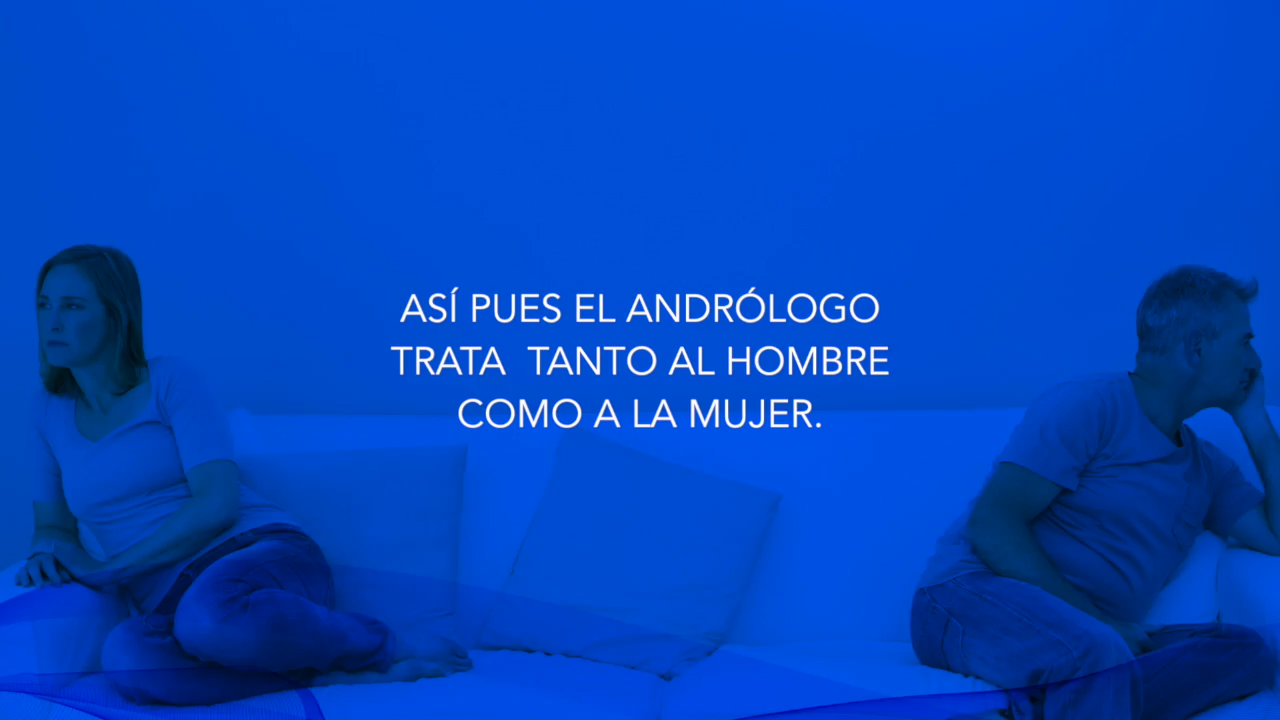 ASÍ PUES EL ANDRÓLOGO
TRATA  TANTO AL HOMBRE
COMO A LA MUJER.